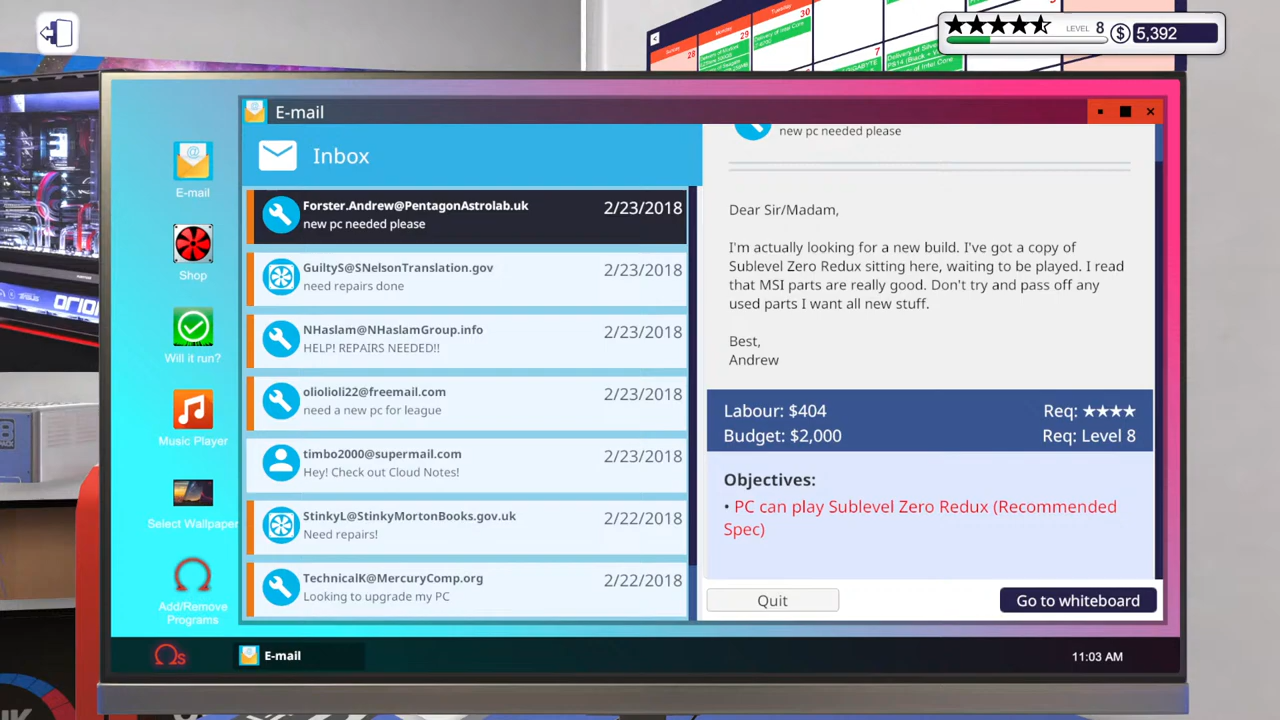 LEVEL 8
$ 5,392
Sunday
Monday
Tuesday
28
29
30
7
E-mail
Inbox
new pc needed please
E-mail
Shop
Will it run?
Music Player
Select Wallpaper
Add/Remove
Programs
Forster.Andrew@PentagonAstrolab.uk
2/23/2018
new pc needed please
GuiltyS@SNelsonTranslation.gov
2/23/2018
need repairs done
NHaslam@NHaslamGroup.info
2/23/2018
HELP! REPAIRS NEEDED!!
oliolioli22@freemail.com
2/23/2018
need a new pc for league
timbo2000@supermail.com
2/23/2018
Hey! Check out Cloud Notes!
StinkyL@StinkyMortonBooks.gov.uk
2/22/2018
Need repairs!
TechnicalK@MercuryComp.org
2/22/2018
Looking to upgrade my PC
Dear Sir/Madam,
I'm actually looking for a new build. I've got a copy of
Sublevel Zero Redux sitting here, waiting to be played. I read
that MSI parts are really good. Don't try and pass off any
used parts I want all new stuff.
Best,
Andrew
Labour: $404
Req: ★★★★
Budget: $2,000
Req: Level 8
Objectives:
• PC can play Sublevel Zero Redux (Recommended
Spec)
Quit
Go to whiteboard
E-mail
11:03 AM